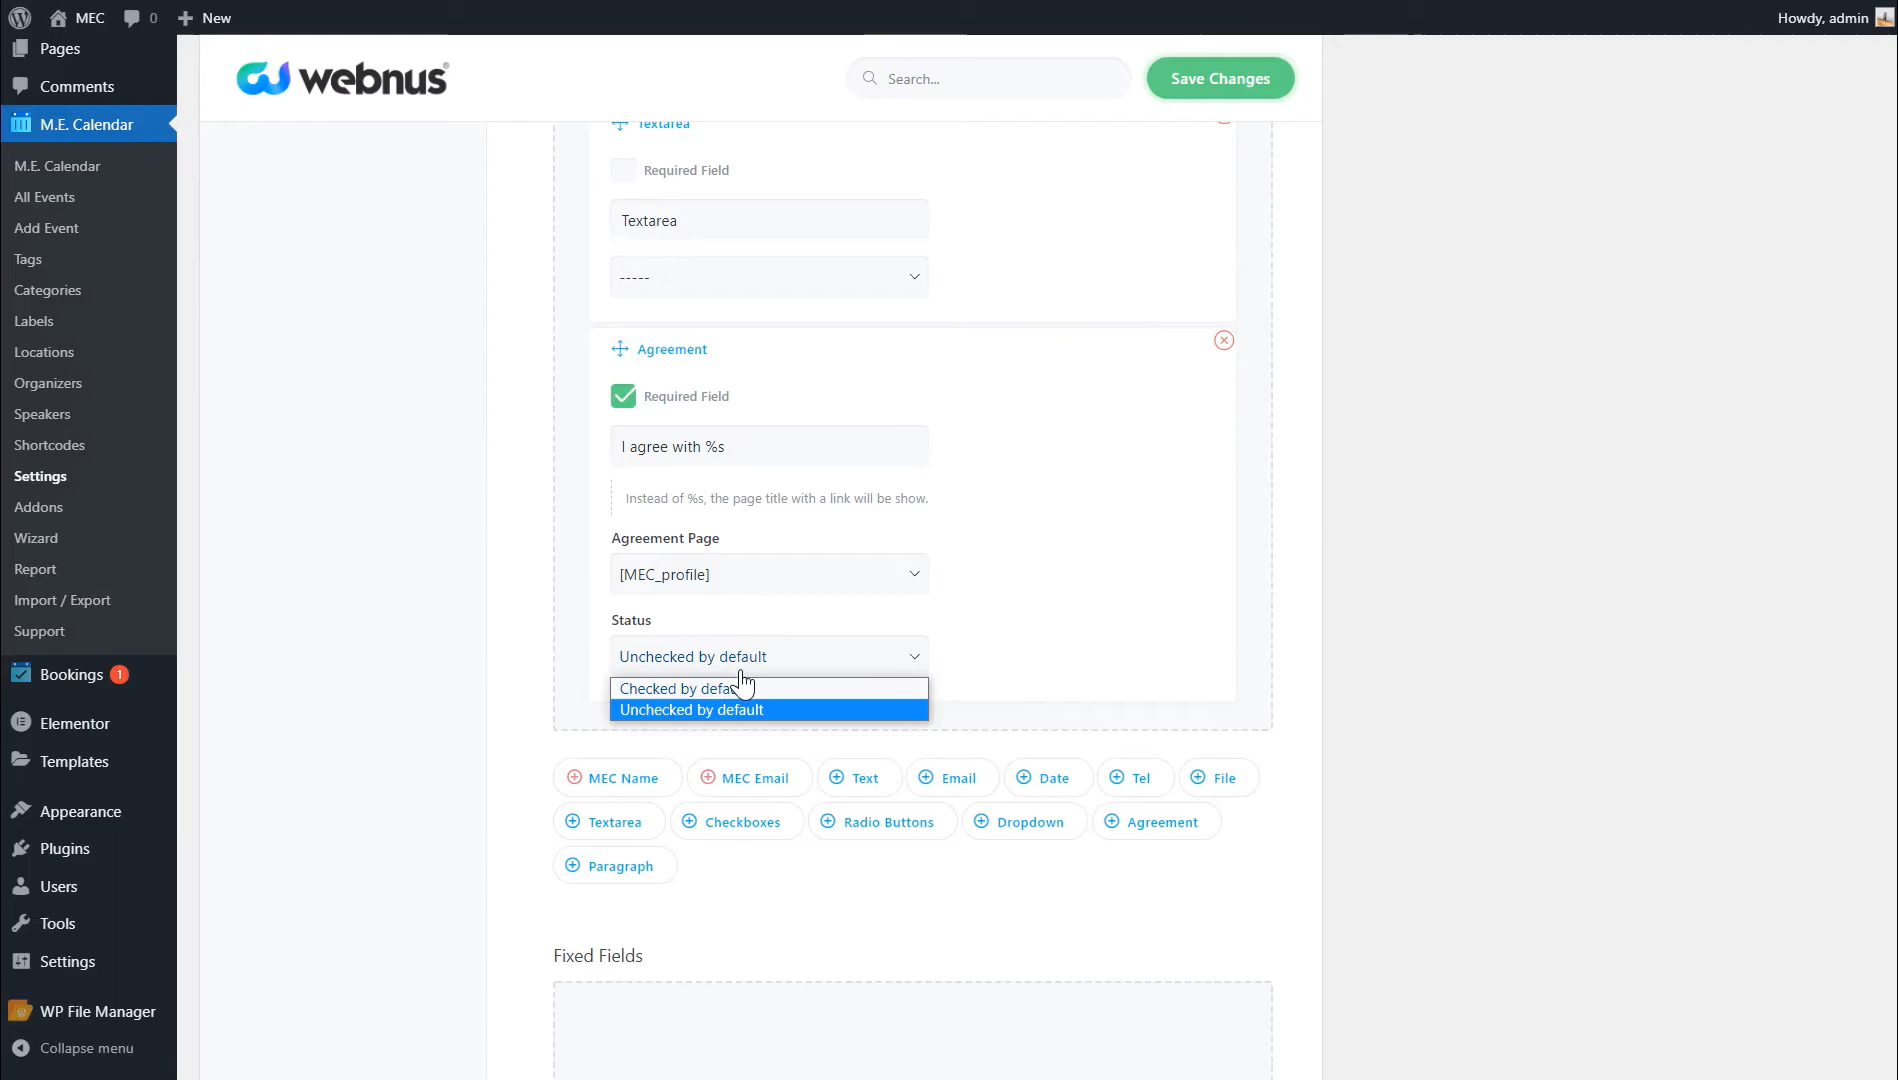 MEC
0
New
Howdy, admin
Pages
Comments
M.E. Calendar
M.E. Calendar
All Events
Add Event
Tags
Categories
Labels
Locations
Organizers
Speakers
Shortcodes
Settings
Addons
Wizard
Report
Import / Export
Support
Bookings 1
Elementor
Templates
Appearance
Plugins
Users
Tools
Settings
WP File Manager
Collapse menu
webnus
Search...
Save Changes
Textarea
Required Field
Textarea
-----
Agreement
Required Field
I agree with %s
Instead of %s, the page title with a link will be show.
Agreement Page
[MEC_profile]
Status
Unchecked by default
Checked by defau
Unchecked by default
MEC Name
MEC Email
Text
Email
Date
Tel
File
Textarea
Checkboxes
Radio Buttons
Dropdown
Agreement
Paragraph
Fixed Fields